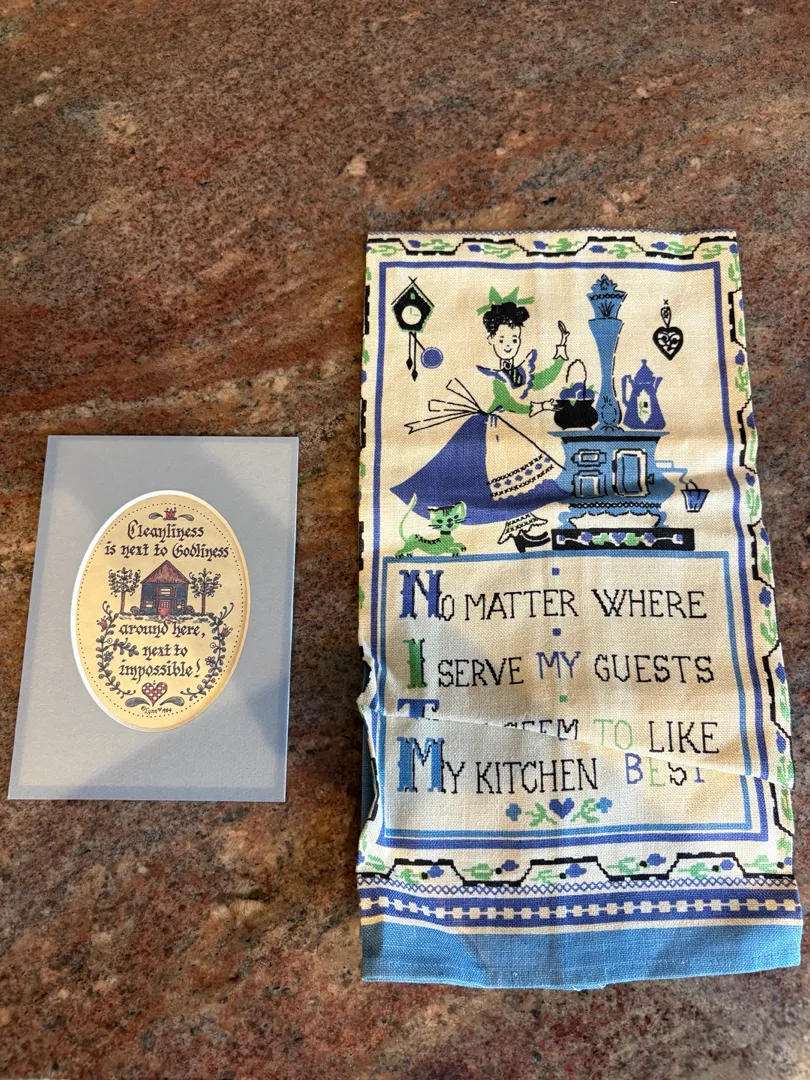 Cleanliness
is next to Godliness
around here,
next to
impossible!
No MATTER WHERE
I SERVE MY GUESTS
SEEM TO LIKE
MY KITCHEN BEST